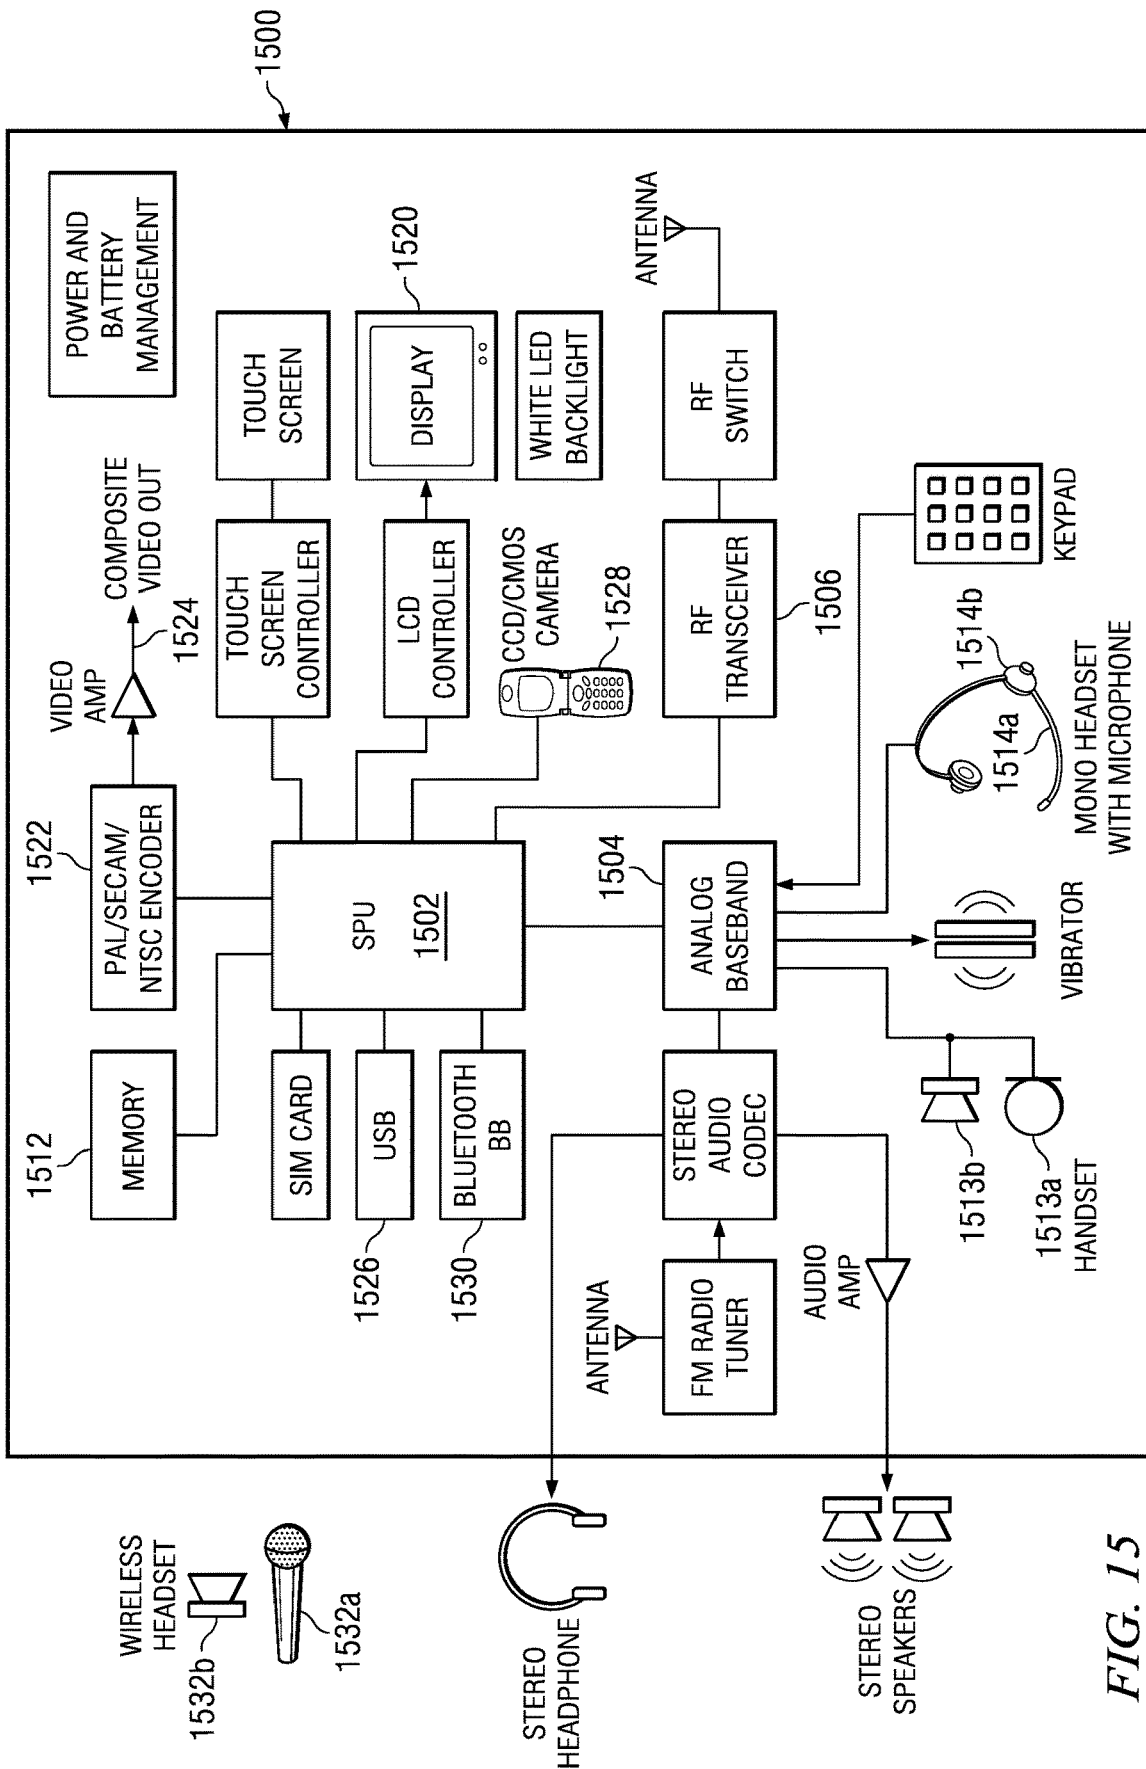 1500
POWER AND
BATTERY
MANAGEMENT
COMPOSITE
VIDEO OUT
1524
VIDEO
AMP
1522
PAL/SECAM/
NTSC ENCODER
1512
MEMORY
TOUCH
SCREEN
TOUCH
SCREEN
CONTROLLER
1520
DISPLAY
LCD
CONTROLLER
WHITE LED
BACKLIGHT
CCD/CMOS
CAMERA
1528
SPU
1502
SIM CARD
USB
1526
BLUETOOTH
BB
1530
WIRELESS
HEADSET
1532b
1532a
ANTENNA
RF
SWITCH
RF
TRANSCEIVER
1506
1504
ANALOG
BASEBAND
STEREO
AUDIO
CODEC
ANTENNA
FM RADIO
TUNER
AUDIO
AMP
STEREO
HEADPHONE
STEREO
SPEAKERS
KEYPAD
1514b
1514a
MONO HEADSET
WITH MICROPHONE
VIBRATOR
1513b
1513a
HANDSET
FIG. 15